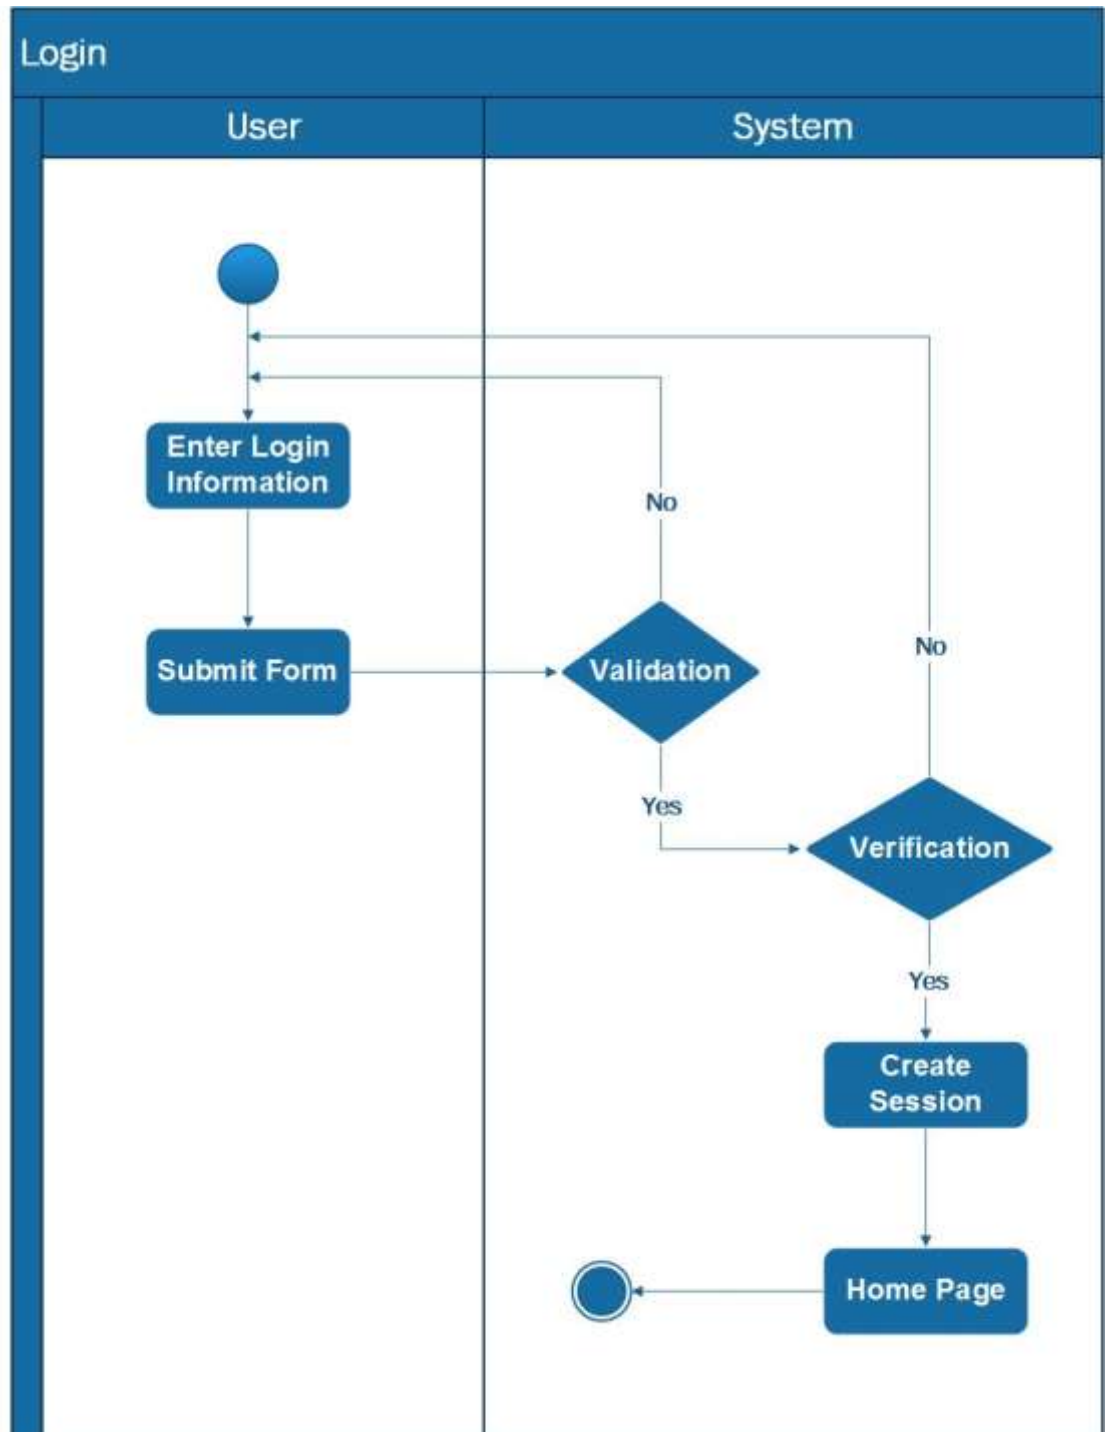 Login
User
System
Enter Login
Information
No
Submit Form
Validation
No
Yes
Verification
Yes
Create
Session
Home Page